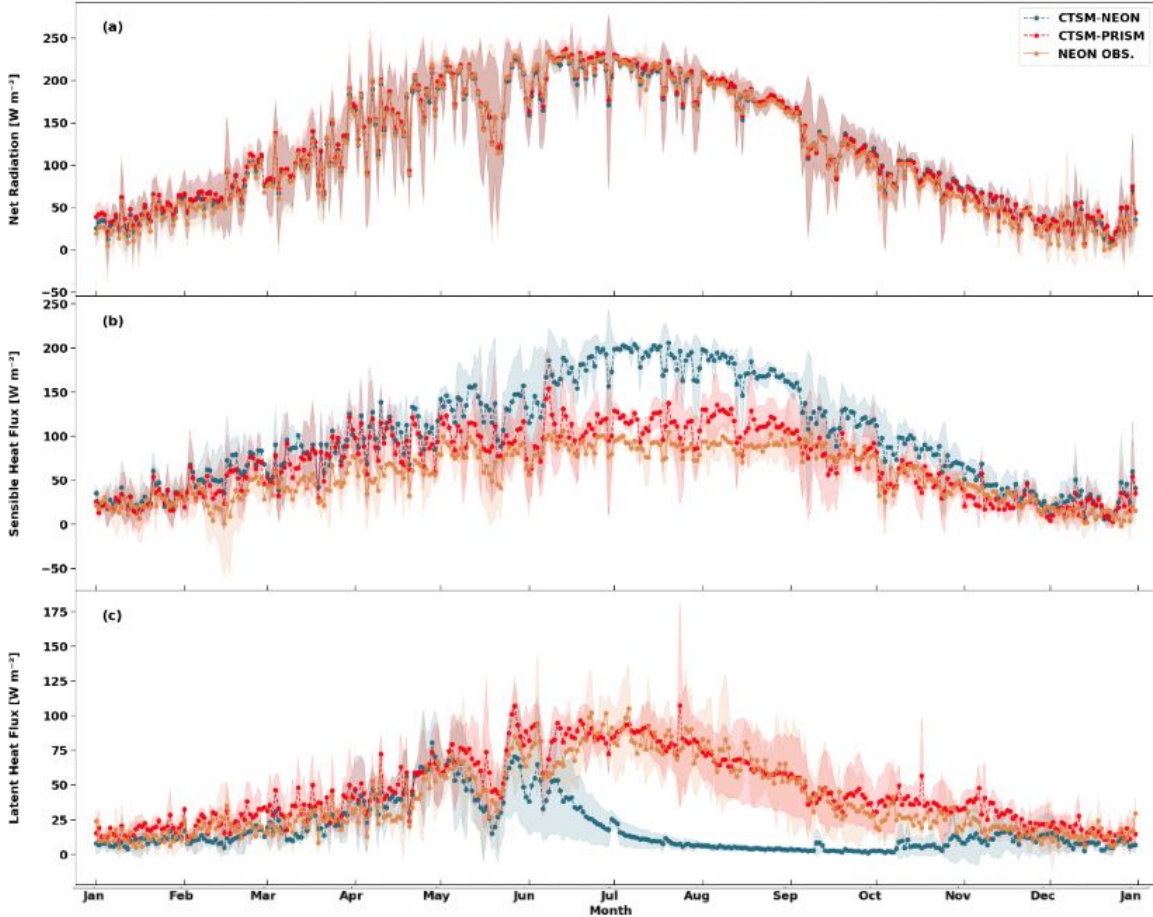 (a)
CTSM-NEON
CTSM-PRISM
NEON OBS.
Net Radiation [W m⁻²]
250
200
150
100
50
0
−50
(b)
Sensible Heat Flux [W m⁻²]
250
200
150
100
50
0
−50
(c)
Latent Heat Flux [W m⁻²]
175
150
125
100
75
50
25
0
Jan Feb Mar Apr May Jun Jul Aug Sep Oct Nov Dec Jan
Month